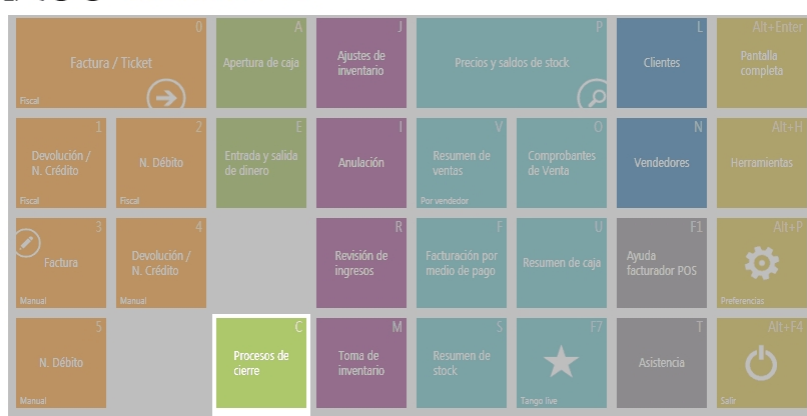 0
Factura / Ticket
Fiscal
A
Apertura de caja
J
Ajustes de
inventario
P
Precios y saldos de stock
L
Clientes
Alt+Enter
Pantalla
completa
1
Devolución /
N. Crédito
Fiscal
2
N. Débito
Fiscal
E
Entrada y salida
de dinero
I
Anulación
V
Resumen de
ventas
Por vendedor
O
Comprobantes
de Venta
N
Vendedores
Alt+H
Herramientas
3
Factura
Manual
4
Devolución /
N. Crédito
Manual
R
Revisión de
ingresos
F
Facturación por
medio de pago
U
Resumen de caja
F1
Ayuda
facturador POS
Alt+P
Preferencias
5
N. Débito
Manual
C
Procesos de
cierre
M
Toma de
inventario
S
Resumen de
stock
F7
Tango live
T
Asistencia
Alt+F4
Salir